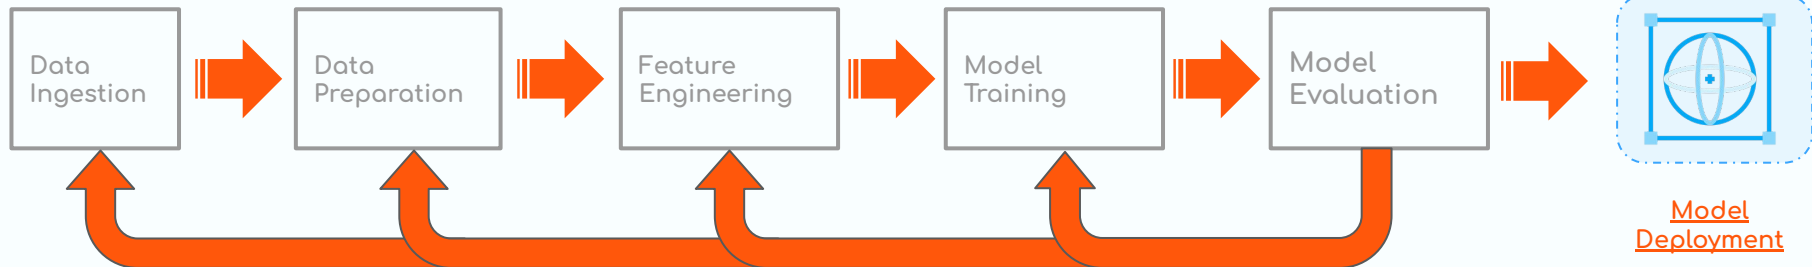 Data
Ingestion
Data
Preparation
Feature
Engineering
Model
Training
Model
Evaluation
Model
Deployment